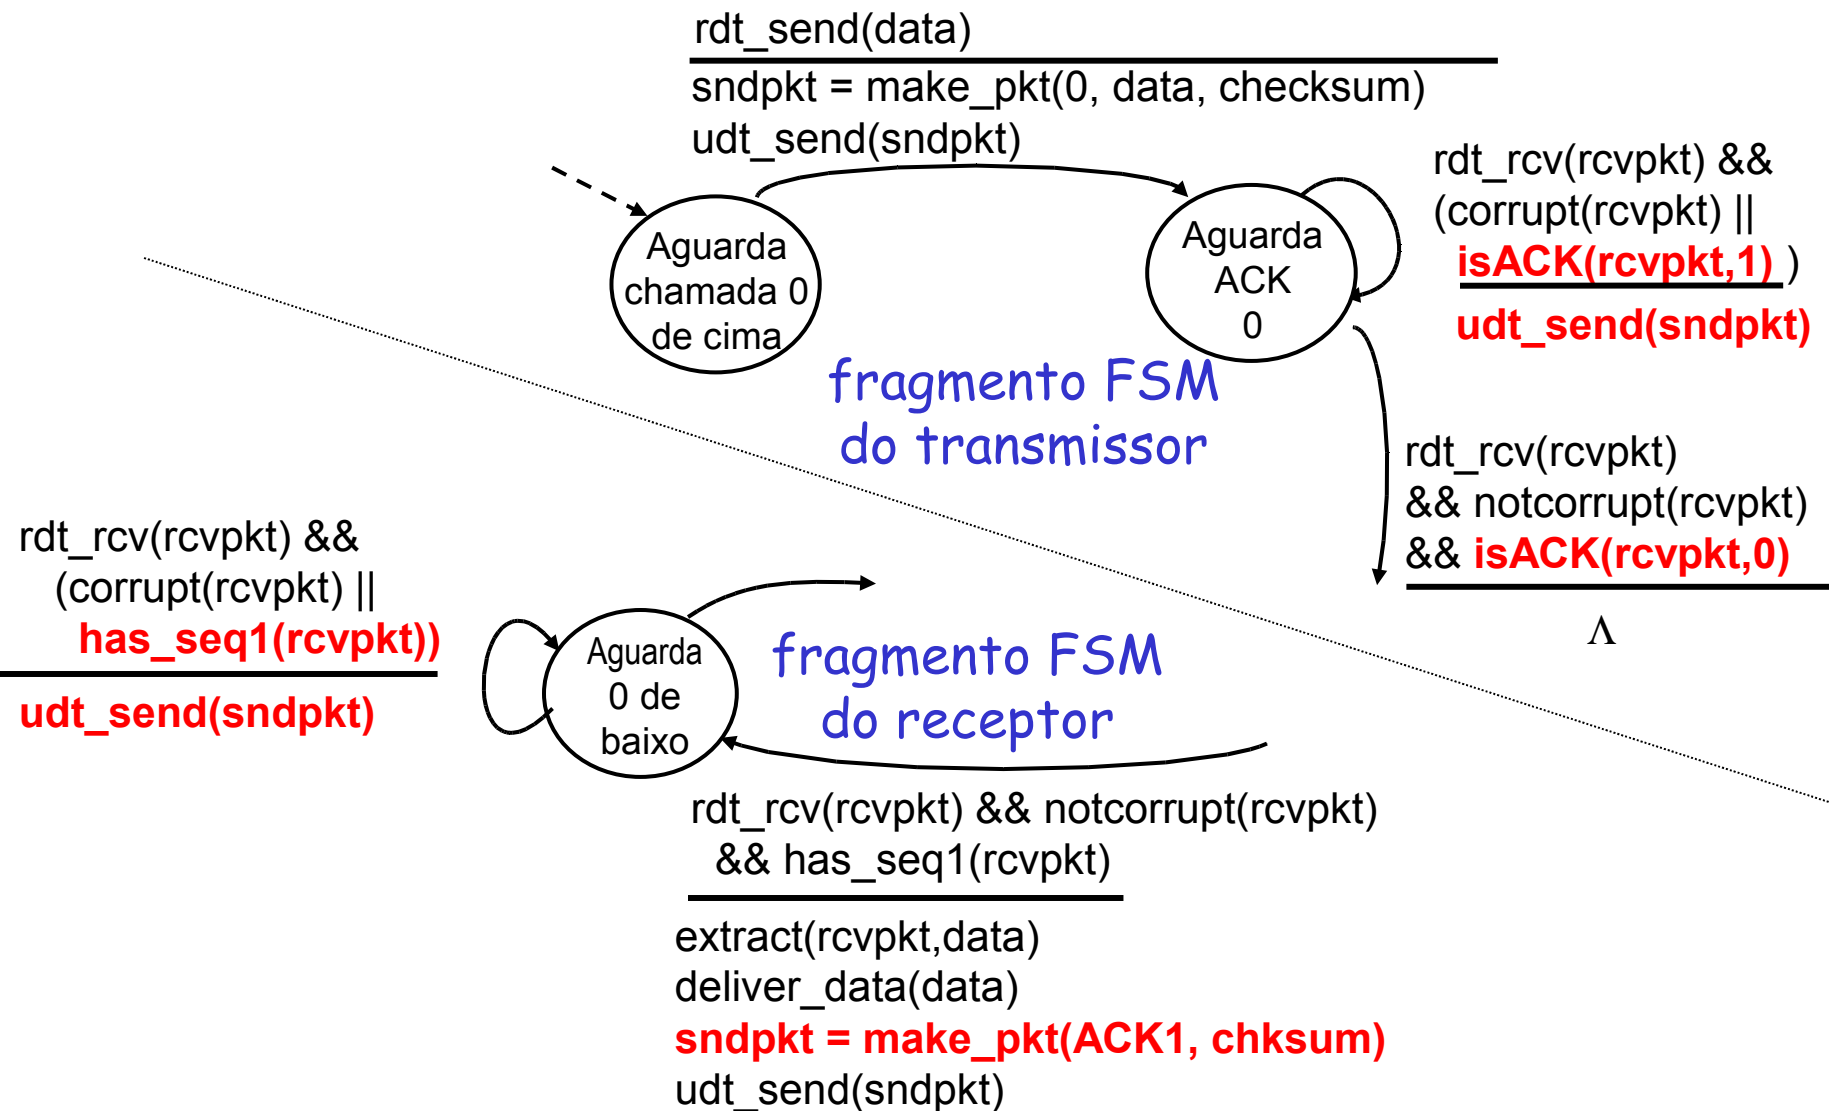 rdt_send(data)
sndpkt = make_pkt(0, data, checksum)
udt_send(sndpkt)
Aguarda
chamada 0
de cima
Aguarda
ACK
0
rdt_rcv(rcvpkt) &&
(corrupt(rcvpkt) ||
isACK(rcvpkt,1) )
udt_send(sndpkt)
fragmento FSM
do transmissor
rdt_rcv(rcvpkt)
&& notcorrupt(rcvpkt)
&& isACK(rcvpkt,0)
Λ
rdt_rcv(rcvpkt) &&
(corrupt(rcvpkt) ||
has_seq1(rcvpkt))
udt_send(sndpkt)
Aguarda
0 de
baixo
fragmento FSM
do receptor
rdt_rcv(rcvpkt) && notcorrupt(rcvpkt)
&& has_seq1(rcvpkt)
extract(rcvpkt,data)
deliver_data(data)
sndpkt = make_pkt(ACK1, chksum)
udt_send(sndpkt)